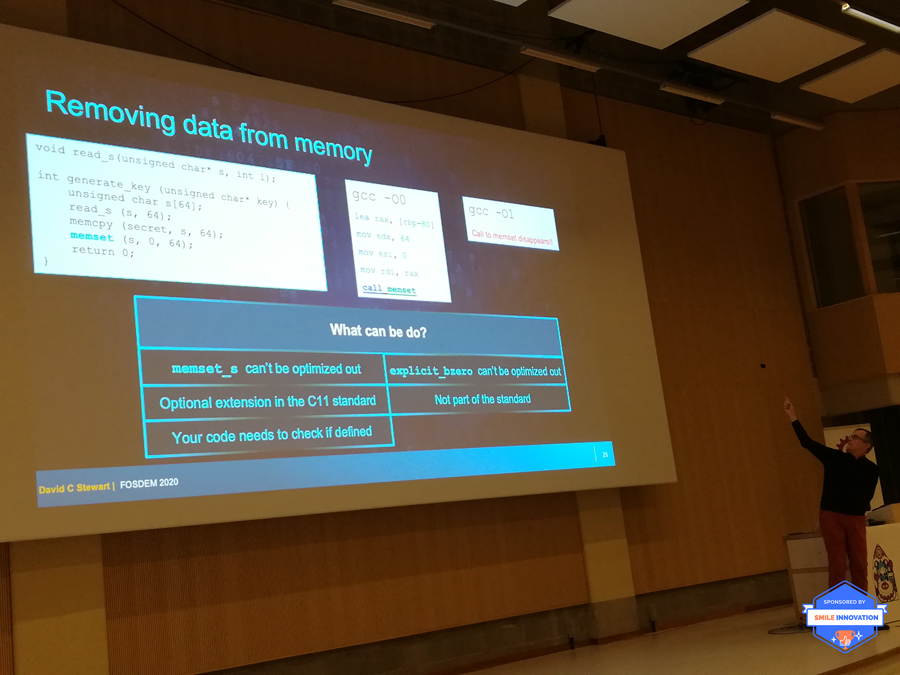 Removing data from memory
void read_s(unsigned char* s, int l);
int generate_key (unsigned char* key) {
unsigned char s[64];
read_s (s, 64);
memcpy (secret, s, 64);
memset (s, 0, 64);
return 0;
}
gcc -O0
lea rax, [rbp-80]
mov edx, 64
mov esi, 0
mov rdi, rax
call memset
gcc -O1
Call to memset disappears!!
What can be do?
memset_s can't be optimized out
explicit_bzero can't be optimized out
Optional extension in the C11 standard
Not part of the standard
Your code needs to check if defined
David C Stewart | FOSDEM 2020
25
SPONSORED BY
SMILE INNOVATION